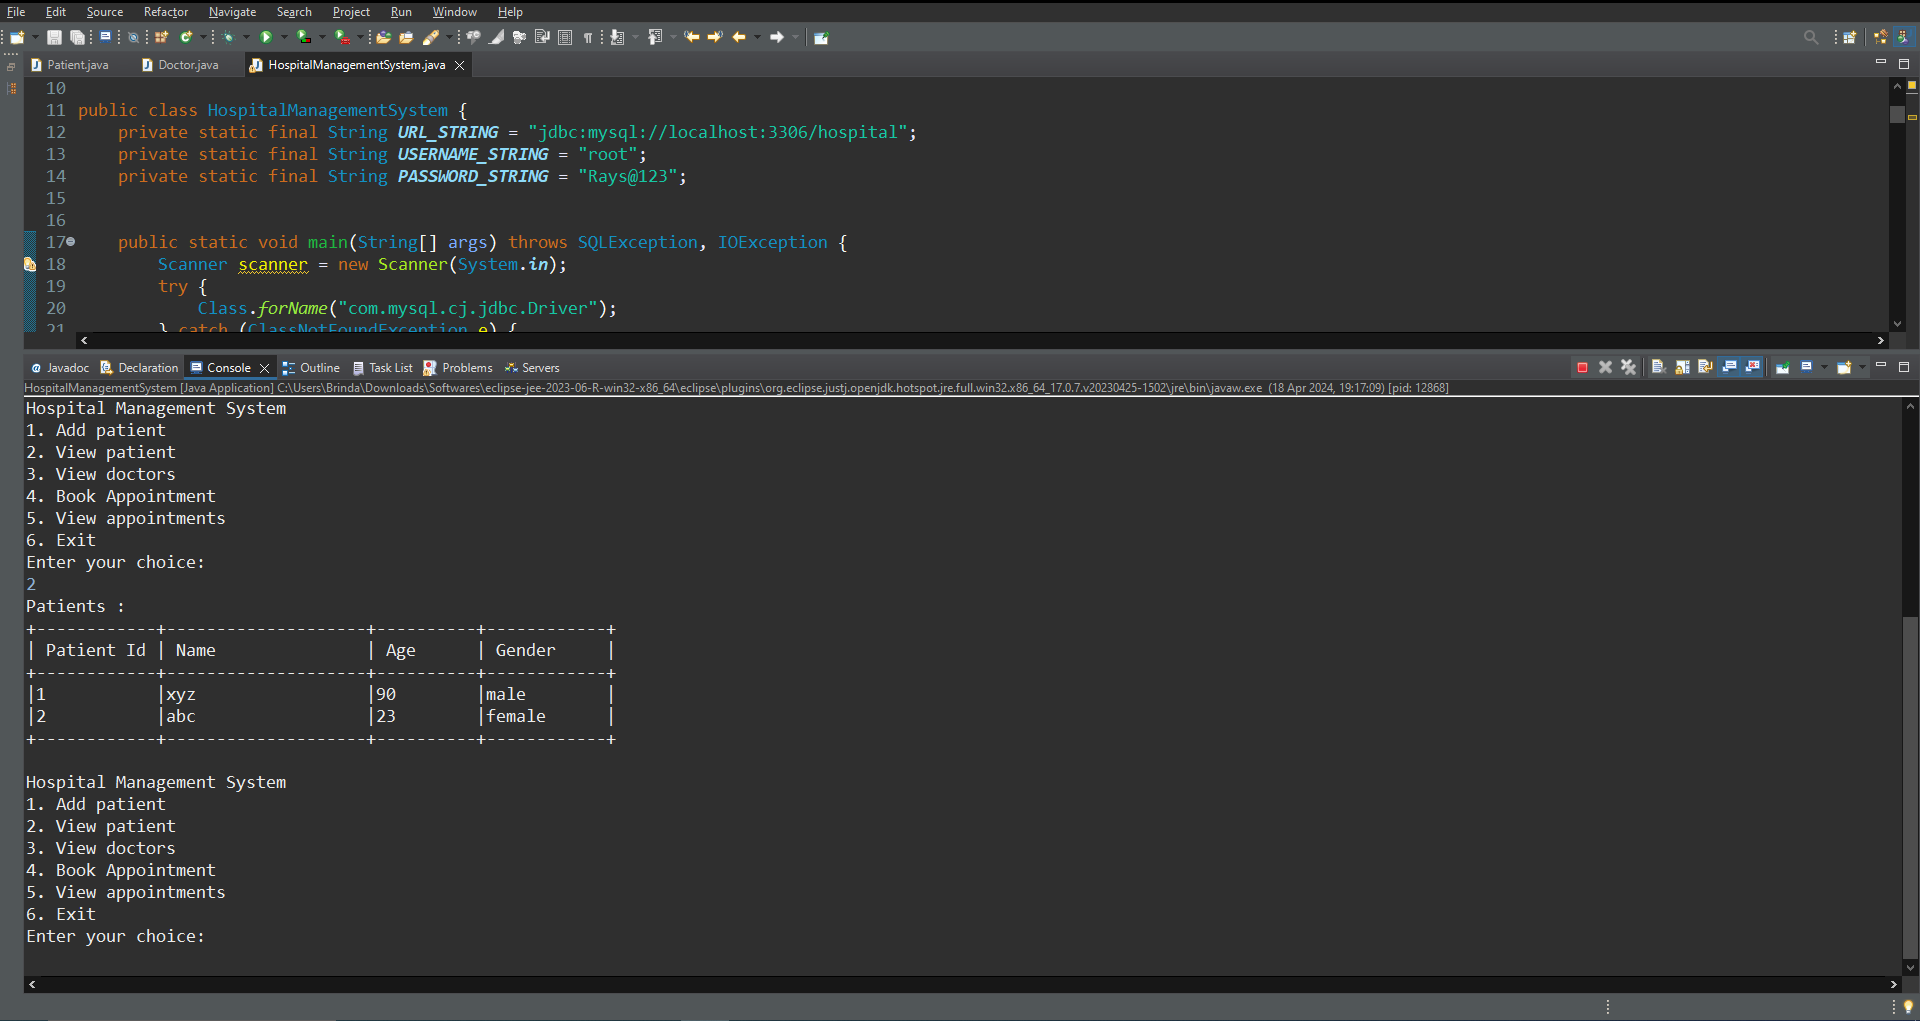 File Edit Source Refactor Navigate Search Project Run Window Help
Patient.java Doctor.java HospitalManagementSystem.java
10
11 public class HospitalManagementSystem {
12     private static final String URL_STRING = "jdbc:mysql://localhost:3306/hospital";
13     private static final String USERNAME_STRING = "root";
14     private static final String PASSWORD_STRING = "Rays@123";
15
16
17     public static void main(String[] args) throws SQLException, IOException {
18         Scanner scanner = new Scanner(System.in);
19         try {
20             Class.forName("com.mysql.cj.jdbc.Driver");
21         } catch (ClassNotFoundException e) {
Javadoc Declaration Console Outline Task List Problems Servers
HospitalManagementSystem [Java Application] C:\Users\Brinda\Downloads\Softwares\eclipse-jee-2023-06-R-win32-x86_64\eclipse\plugins\org.eclipse.justj.openjdk.hotspot.jre.full.win32.x86_64_17.0.7.v20230425-1502\jre\bin\javaw.exe (18 Apr 2024, 19:17:09) [pid: 12868]
Hospital Management System
1. Add patient
2. View patient
3. View doctors
4. Book Appointment
5. View appointments
6. Exit
Enter your choice:
2
Patients :
+------------+--------------------+----------+------------+
| Patient Id | Name               | Age      | Gender     |
+------------+--------------------+----------+------------+
|1           |xyz                 |90        |male        |
|2           |abc                 |23        |female      |
+------------+--------------------+----------+------------+
Hospital Management System
1. Add patient
2. View patient
3. View doctors
4. Book Appointment
5. View appointments
6. Exit
Enter your choice: